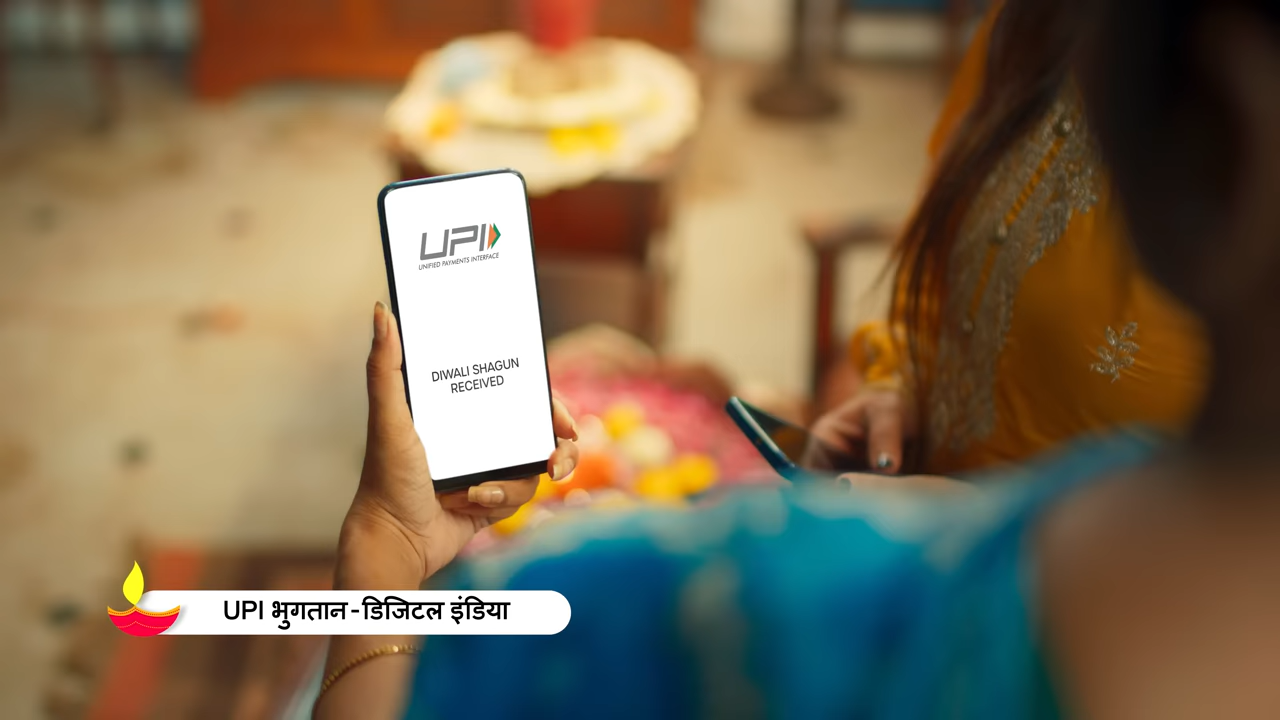 UPI
UNIFIED PAYMENTS INTERFACE
DIWALI SHAGUN
RECEIVED
UPI भुगतान - डिजिटल इंडिया